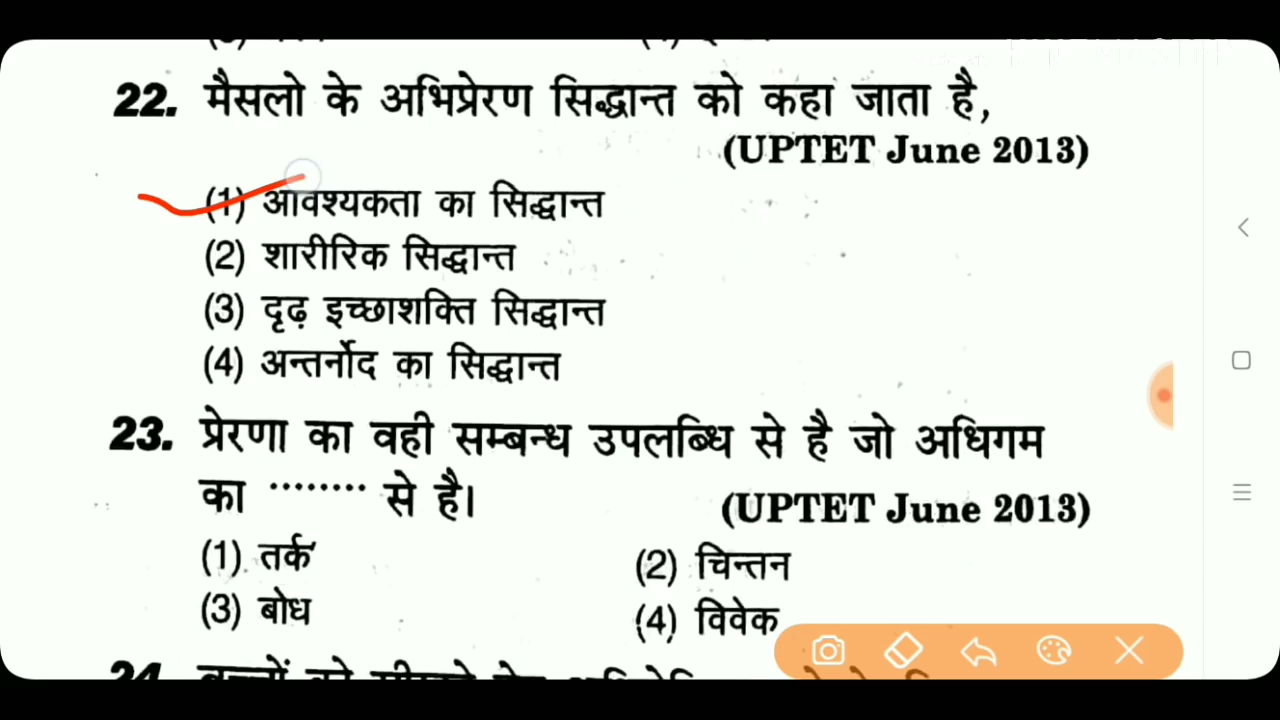 22. मैसलो के अभिप्रेरण सिद्धान्त को कहा जाता है,
(UPTET June 2013)
(1) आवश्यकता का सिद्धान्त
(2) शारीरिक सिद्धान्त
(3) दृढ़ इच्छाशक्ति सिद्धान्त
(4) अन्तर्नोद का सिद्धान्त
23. प्रेरणा का वही सम्बन्ध उपलब्धि से है जो अधिगम
का ........ से है।
(UPTET June 2013)
(1) तर्क
(2) चिन्तन
(3) बोध
(4) विवेक
24.